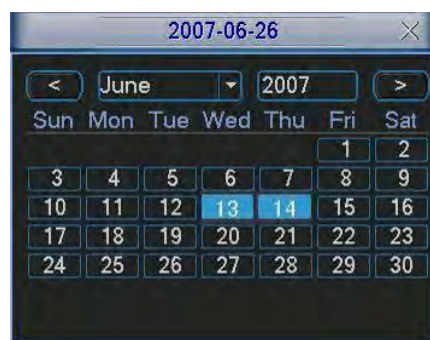 2007-06-26
< June 2007 >
Sun Mon Tue Wed Thu Fri Sat
1 2
3 4 5 6 7 8 9
10 11 12 13 14 15 16
17 18 19 20 21 22 23
24 25 26 27 28 29 30